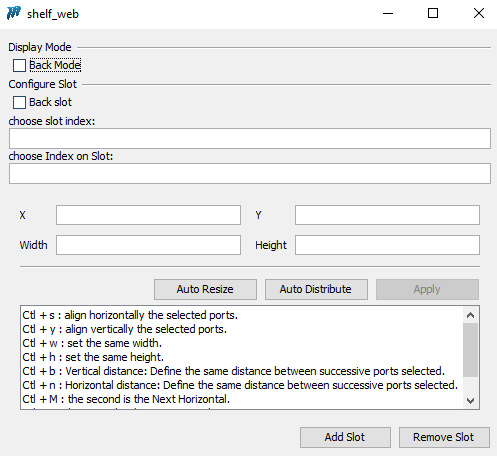 shelf_web
Display Mode
Back Mode
Configure Slot
Back slot
choose slot index:
choose Index on Slot:
X
Y
Width
Height
Auto Resize
Auto Distribute
Apply
Ctl + s : align horizontally the selected ports.
Ctl + y : align vertically the selected ports.
Ctl + w : set the same width.
Ctl + h : set the same height.
Ctl + b : Vertical distance: Define the same distance between successive ports selected.
Ctl + n : Horizontal distance: Define the same distance between successive ports selected.
Ctl + M : the second is the Next Horizontal.
Add Slot
Remove Slot